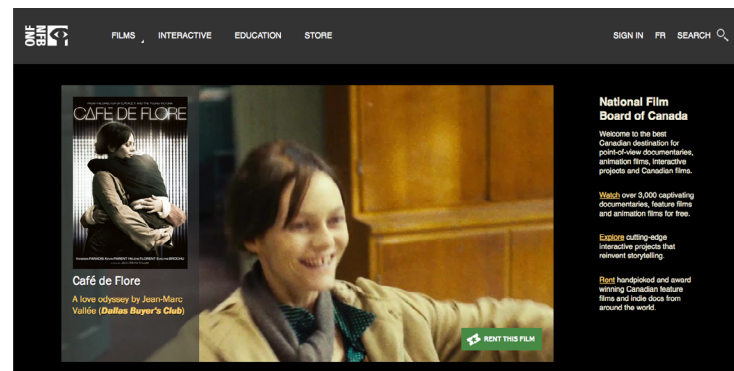 ONF
NFB
FILMS
INTERACTIVE
EDUCATION
STORE
SIGN IN
FR
SEARCH
CAFE DE FLORE
Café de Flore
A love odyssey by Jean-Marc
Vallée (Dallas Buyer's Club)
RENT THIS FILM
National Film
Board of Canada
Welcome to the best
Canadian destination for
point-of-view documentaries,
animation films, interactive
projects and Canadian films.
Watch over 3,000 captivating
documentaries, feature films
and animation films for free.
Explore cutting-edge
interactive projects that
reinvent storytelling.
Rent handpicked and award
winning Canadian feature
films and indie docs from
around the world.